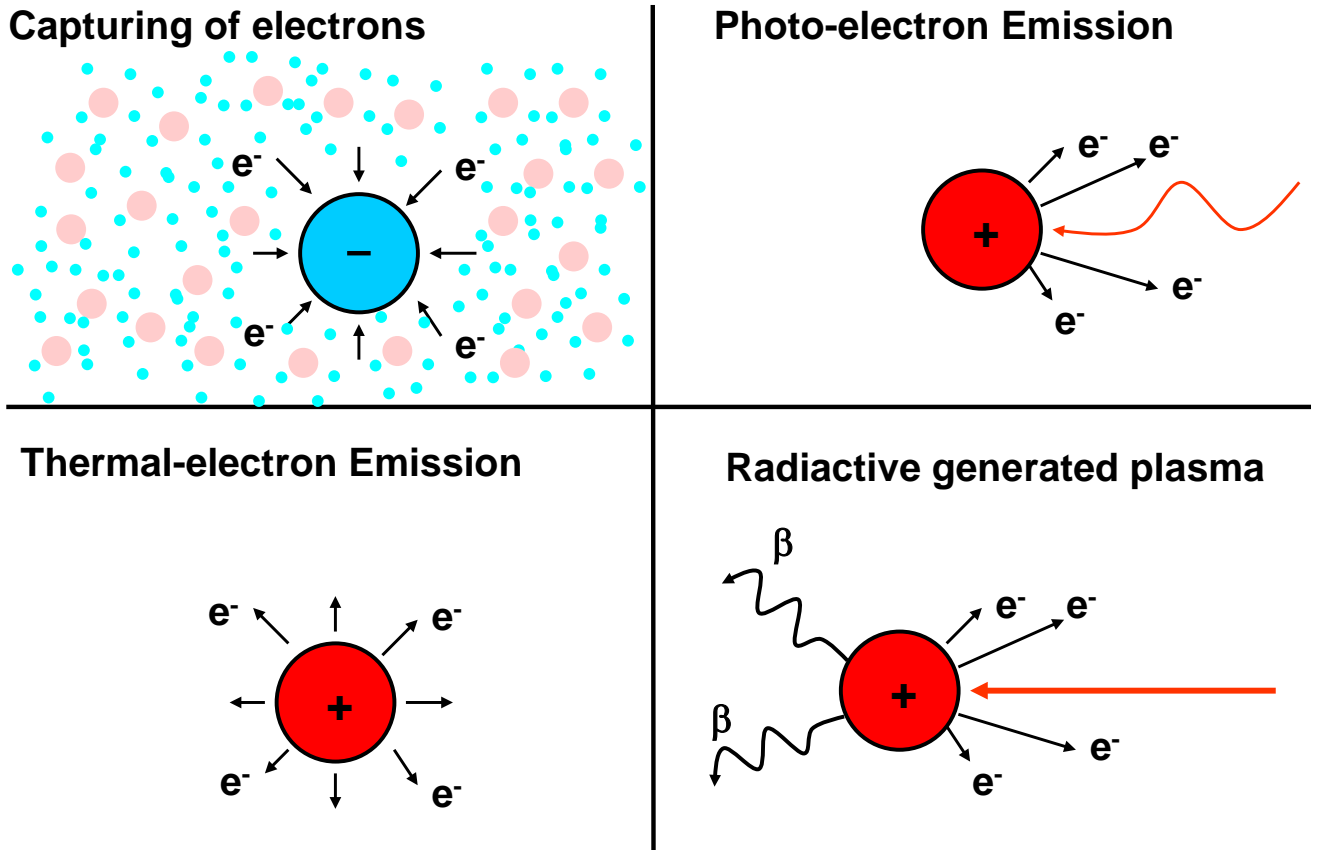 Capturing of electrons
e-
e-
−
e-
e-
Photo-electron Emission
e-
e-
+
e-
e-
Thermal-electron Emission
e-
e-
+
e-
e-
Radiactive generated plasma
β
e-
e-
+
β
e-
e-